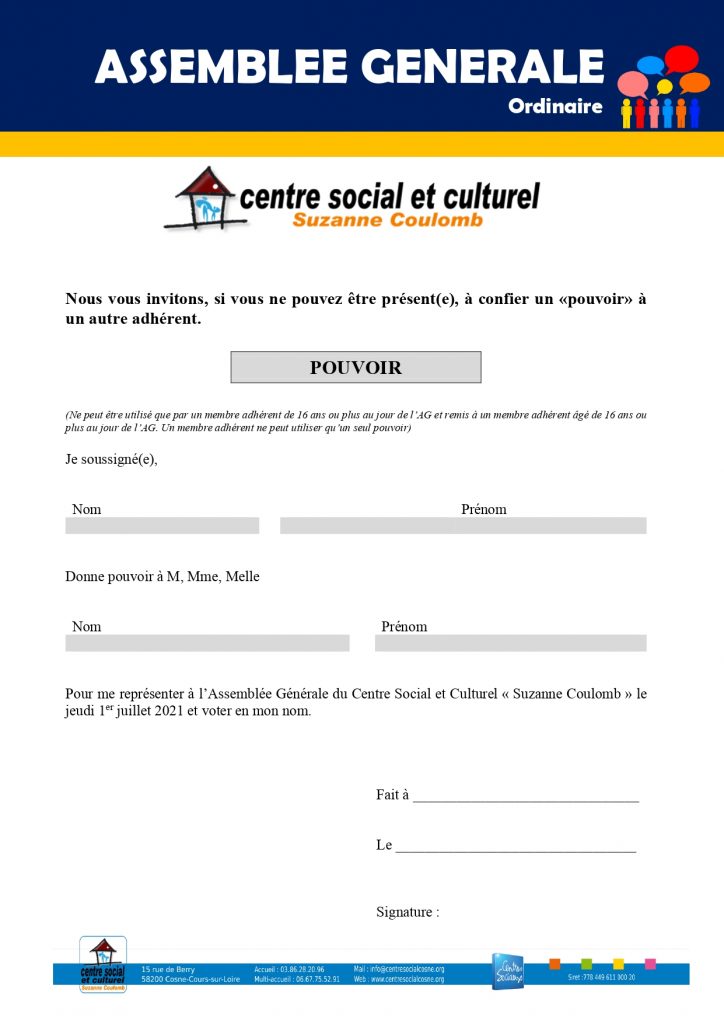 ASSEMBLEE GENERALE
Ordinaire
centre social et culturel
Suzanne Coulomb
Nous vous invitons, si vous ne pouvez être présent(e), à confier un «pouvoir» à
un autre adhérent.
POUVOIR
(Ne peut être utilisé que par un membre adhérent de 16 ans ou plus au jour de l’AG et remis à un membre adhérent âgé de 16 ans ou
plus au jour de l’AG. Un membre adhérent ne peut utiliser qu’un seul pouvoir)
Je soussigné(e),
Nom Prénom
Donne pouvoir à M, Mme, Melle
Nom Prénom
Pour me représenter à l’Assemblée Générale du Centre Social et Culturel « Suzanne Coulomb » le
jeudi 1er juillet 2021 et voter en mon nom.
Fait à ______________________________
Le ________________________________
Signature :
centre social
et culturel
Suzanne Coulomb
15 rue de Berry
58200 Cosne-Cours-sur-Loire
Accueil : 03.86.28.20.96
Multi-accueil : 06.67.75.52.91
Mail : info@centresocialcosne.org
Web : www.centresocialcosne.org
Centres
Sociaux
Siret :778 449 611 000 20